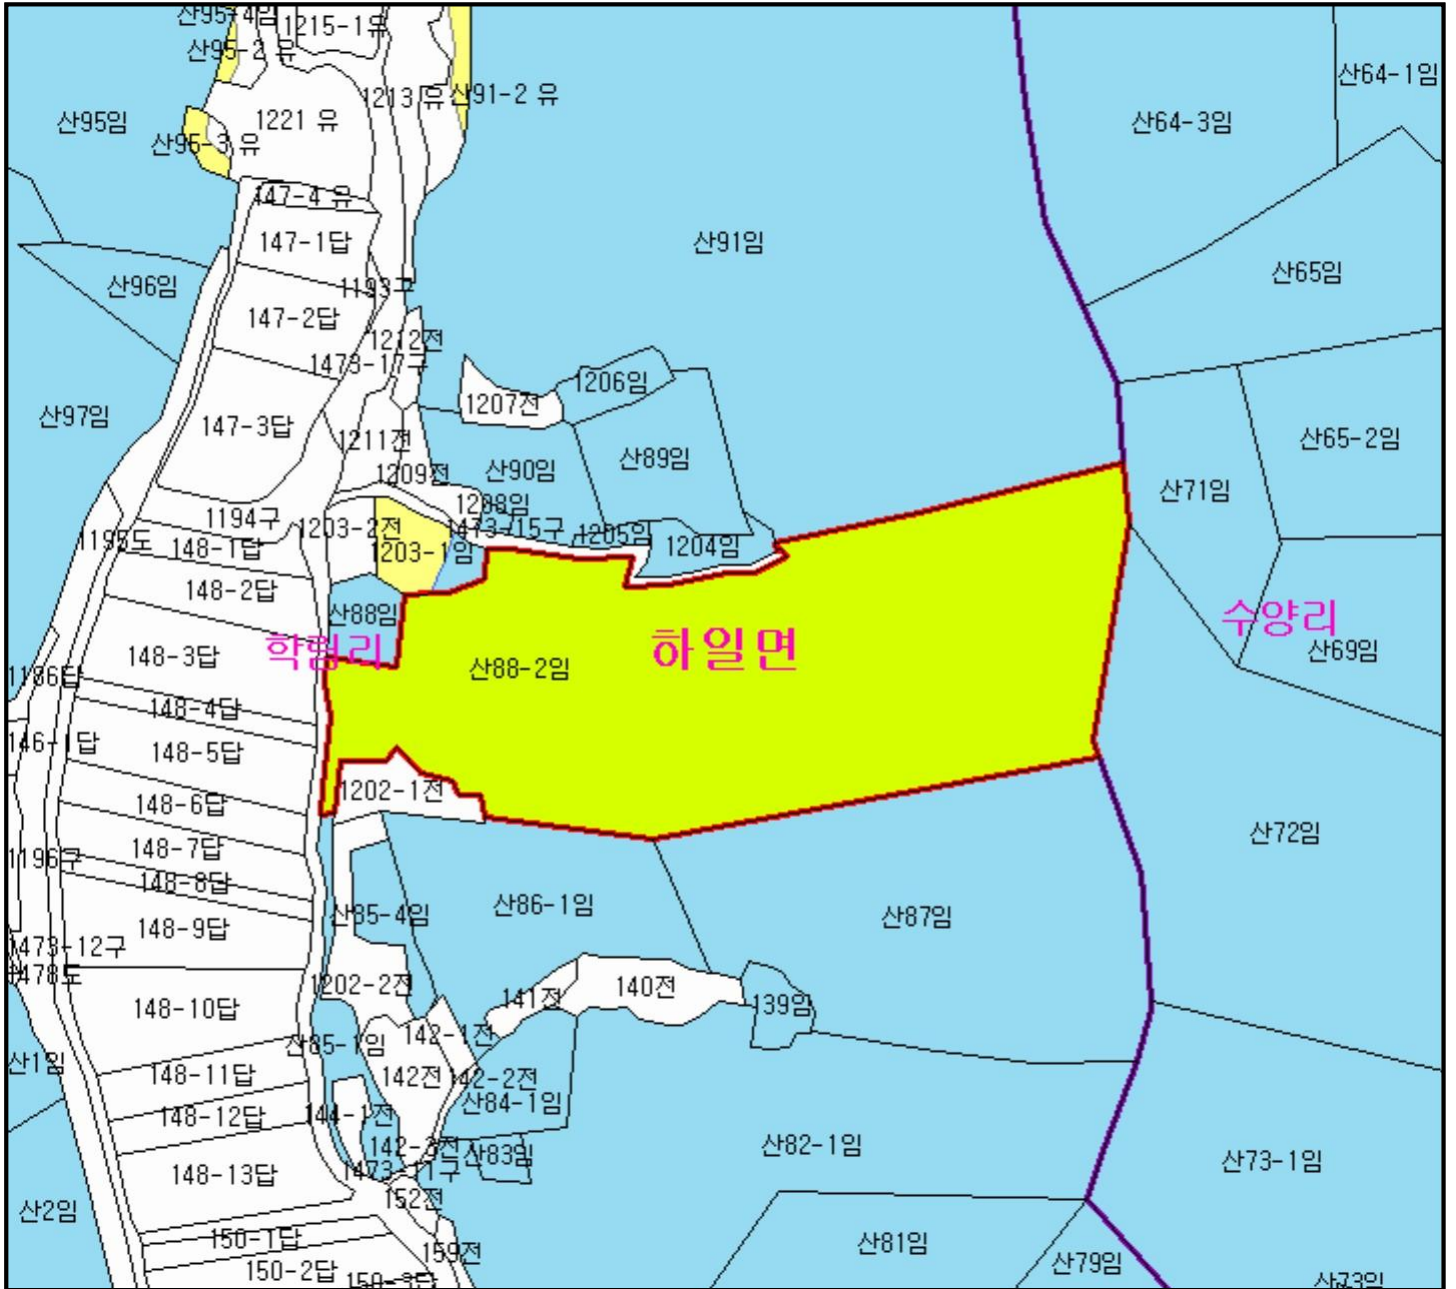 산95-4임
1215-1유
산95-2 유
산64-1임
1213 유
산91-2 유
산95임
1221 유
산64-3임
산95-3 유
147-4 유
147-1답
산91임
산65임
산96임
1193구
147-2답
1212전
1473-17구
1206임
1207전
산97임
147-3답
1211전
산65-2임
산89임
1209전
산90임
산71임
1208임
1194구
1203-2전
1473-15구
1205임
1195도
148-1답
1203-1임
1204임
148-2답
산88임
수양리
학림리
하일면
148-3답
산88-2임
산69임
1186답
148-4답
146-1답
148-5답
1202-1전
148-6답
산72임
148-7답
1196구
148-8답
산86-1임
산85-4임
산87임
148-9답
1473-12구
1478도
1202-2전
140전
141전
139임
148-10답
142-1전
산85-1임
산1임
148-11답
142전
142-2전
산84-1임
148-12답
144-1전
142-3전
산83임
산82-1임
산73-1임
1473-11구
148-13답
152전
산2임
150-1답
산81임
159전
산79임
150-2답
150-3답
산73임